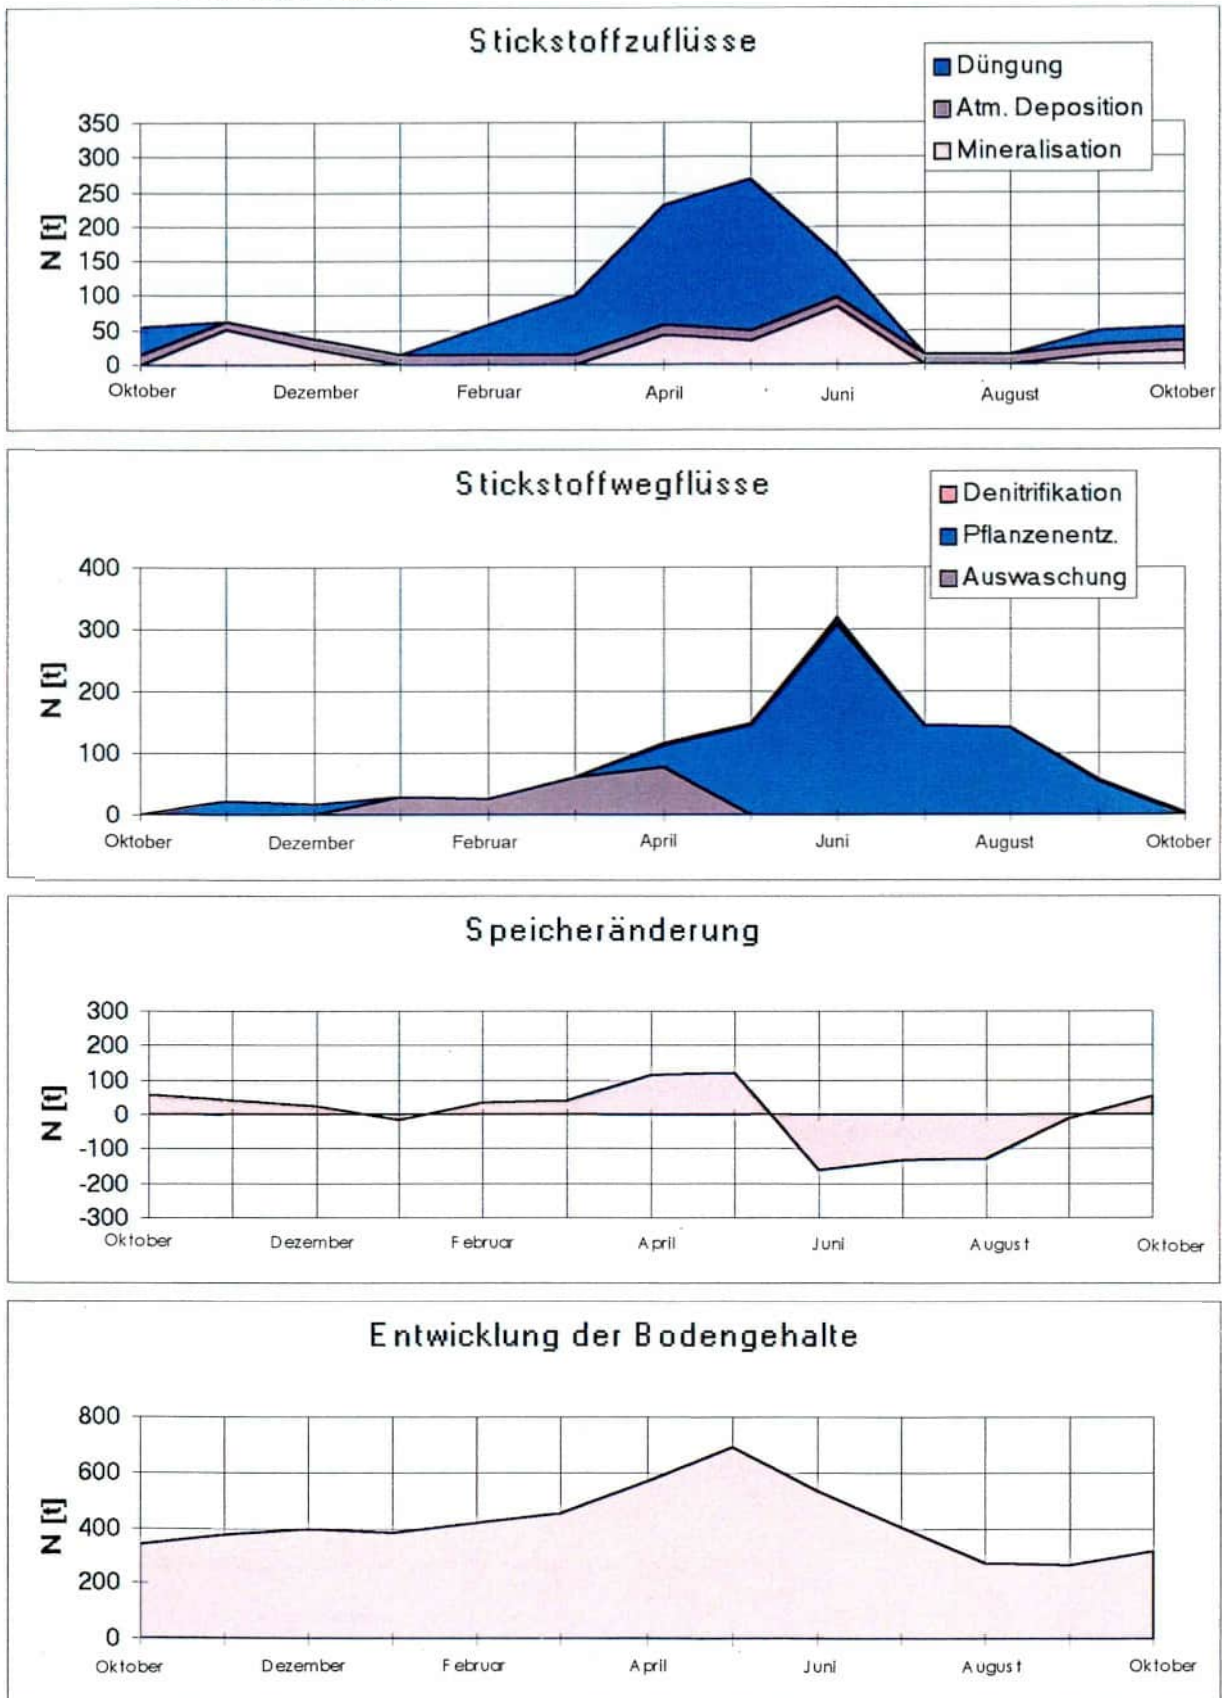 Stickstoffzuflüsse
Düngung
Atm. Deposition
Mineralisation
N [t]
350
300
250
200
150
100
50
0
Oktober Dezember Februar April Juni August Oktober
Stickstoffwegflüsse
Denitrifikation
Pflanzenentz.
Auswaschung
N [t]
400
300
200
100
0
Oktober Dezember Februar April Juni August Oktober
Speicheränderung
N [t]
300
200
100
0
-100
-200
-300
Oktober Dezember Februar April Juni August Oktober
Entwicklung der Bodengehalte
N [t]
800
600
400
200
0
Oktober Dezember Februar April Juni August Oktober